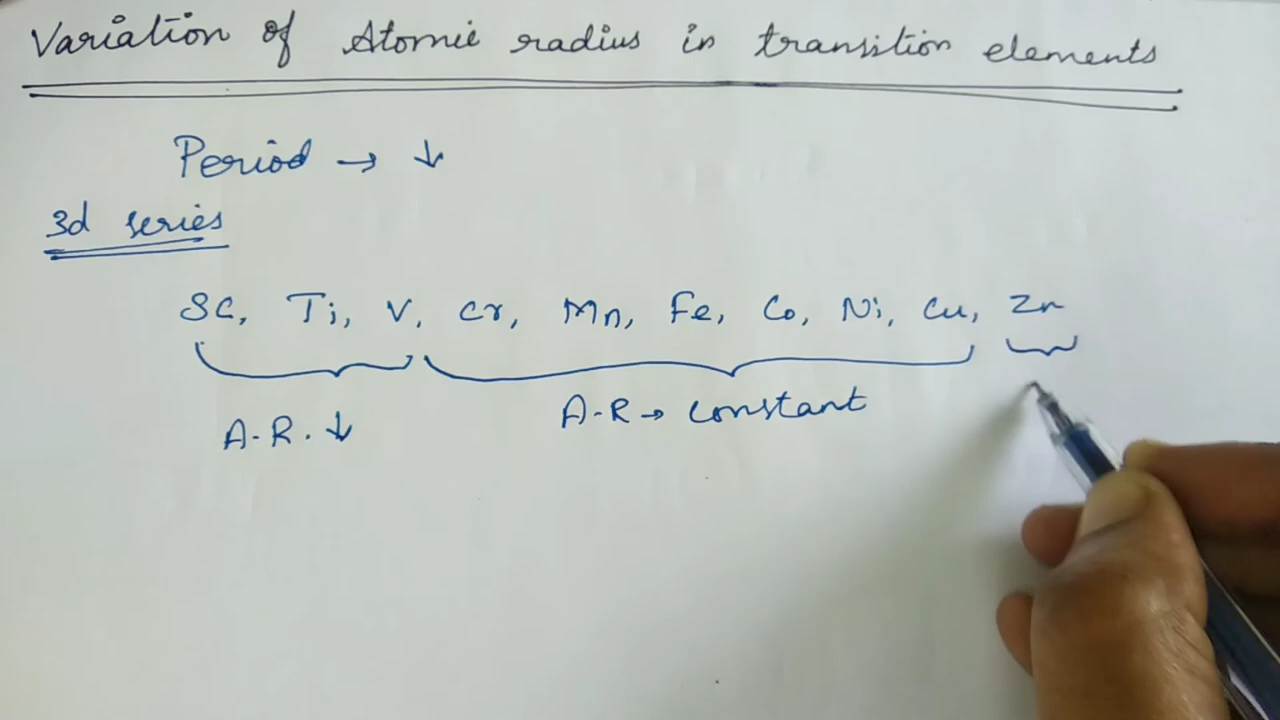 Variation of Atomic radius in transition elements
Period → ↓
3d series
Sc, Ti, V, Cr, Mn, Fe, Co, Ni, Cu, Zn
A.R. ↓
A.R → constant